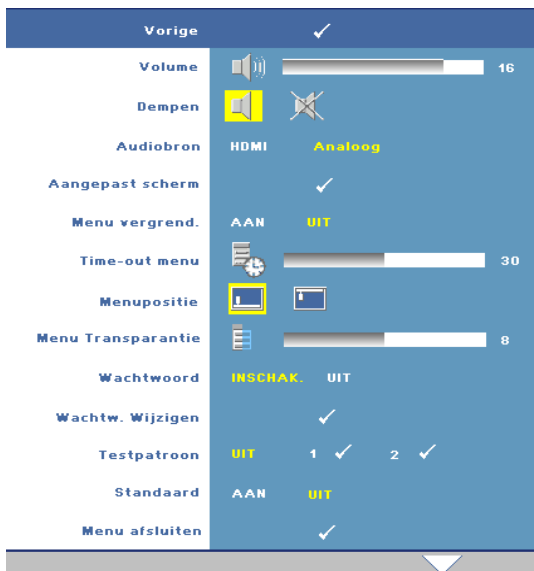 Vorige
Volume 16
Dempen
Audiobron HDMI Analoog
Aangepast scherm
Menu vergrend. AAN UIT
Time-out menu 30
Menupositie
Menu Transparantie 8
Wachtwoord INSCHAK. UIT
Wachtw. Wijzigen
Testpatroon UIT 1 2
Standaard AAN UIT
Menu afsluiten